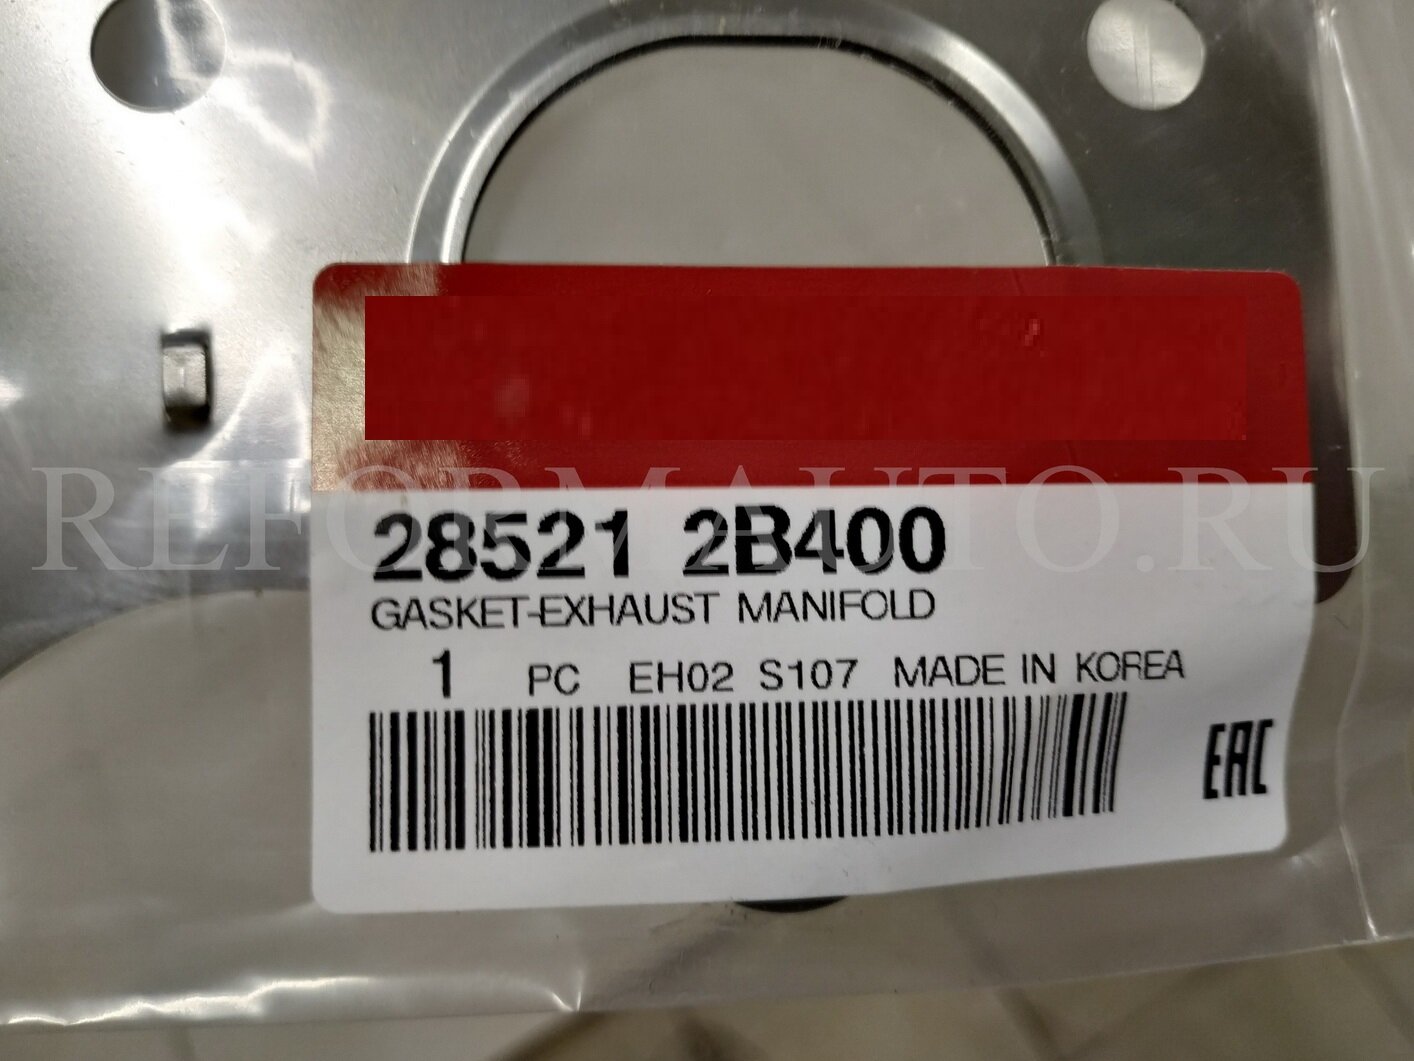 REFORMAUTO.RU
28521 2B400
GASKET-EXHAUST MANIFOLD
1 PC EH02 S107 MADE IN KOREA
EAC